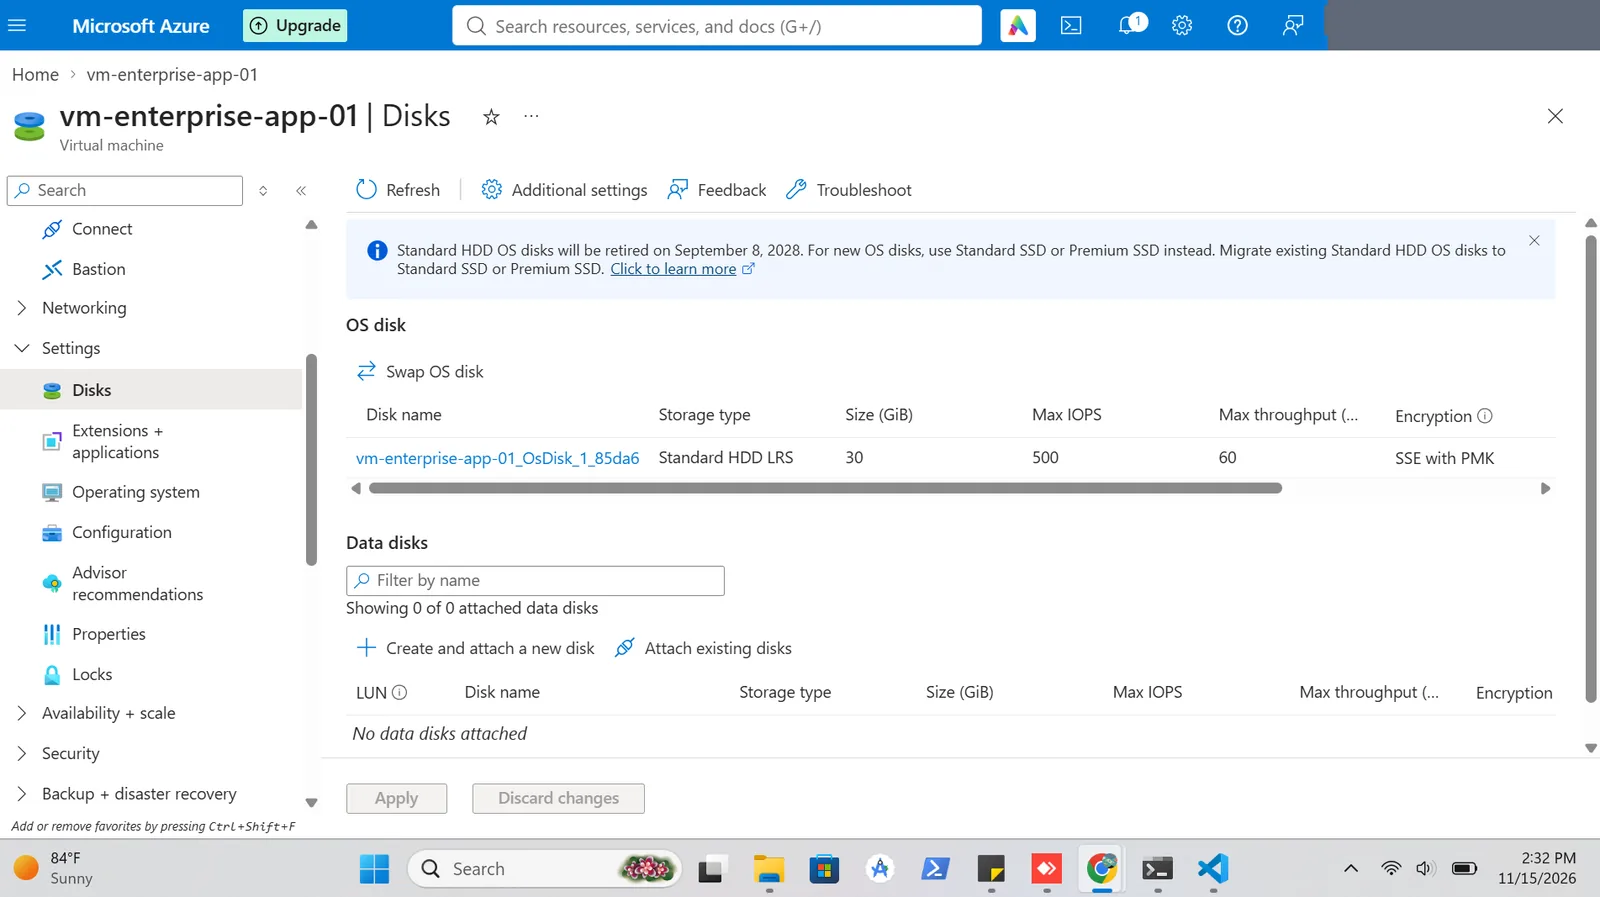 Microsoft Azure
Upgrade
Search resources, services, and docs (G+/)
1
Home > vm-enterprise-app-01
vm-enterprise-app-01 | Disks
Virtual machine
Search
Connect
Bastion
Networking
Settings
Disks
Extensions +
applications
Operating system
Configuration
Advisor
recommendations
Properties
Locks
Availability + scale
Security
Backup + disaster recovery
Add or remove favorites by pressing Ctrl+Shift+F
Refresh
Additional settings
Feedback
Troubleshoot
Standard HDD OS disks will be retired on September 8, 2028. For new OS disks, use Standard SSD or Premium SSD instead. Migrate existing Standard HDD OS disks to
Standard SSD or Premium SSD. Click to learn more
OS disk
Swap OS disk
Disk name Storage type Size (GiB) Max IOPS Max throughput (... Encryption
vm-enterprise-app-01_OsDisk_1_85da6 Standard HDD LRS 30 500 60 SSE with PMK
Data disks
Filter by name
Showing 0 of 0 attached data disks
Create and attach a new disk Attach existing disks
LUN Disk name Storage type Size (GiB) Max IOPS Max throughput (... Encryption
No data disks attached
Apply Discard changes
84°F
Sunny
Search
2:32 PM
11/15/2026